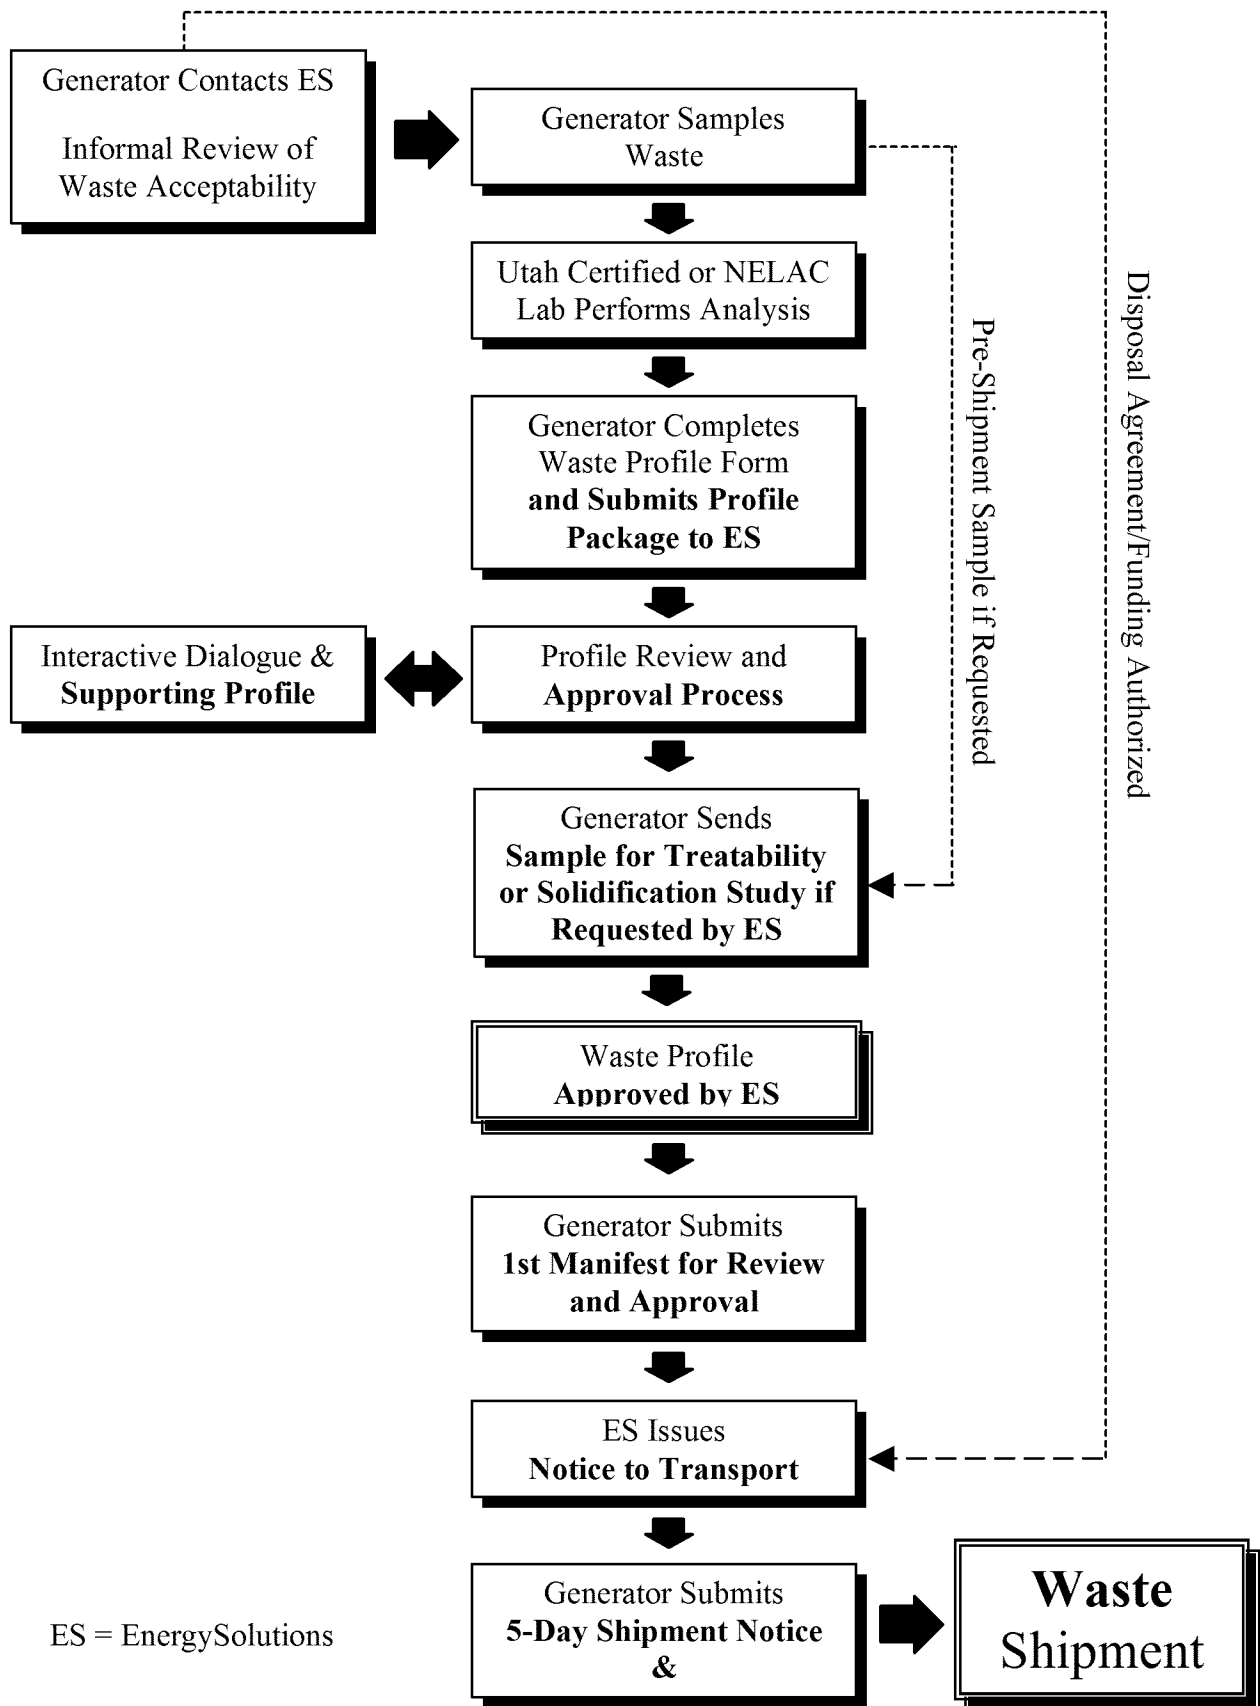 Generator Contacts ES
Informal Review of
Waste Acceptability
Generator Samples
Waste
Utah Certified or NELAC
Lab Performs Analysis
Generator Completes
Waste Profile Form
and Submits Profile
Package to ES
Interactive Dialogue &
Supporting Profile
Profile Review and
Approval Process
Generator Sends
Sample for Treatability
or Solidification Study if
Requested by ES
Pre-Shipment Sample if Requested
Disposal Agreement/Funding Authorized
Waste Profile
Approved by ES
Generator Submits
1st Manifest for Review
and Approval
ES Issues
Notice to Transport
Generator Submits
5-Day Shipment Notice
&
Waste
Shipment
ES = EnergySolutions